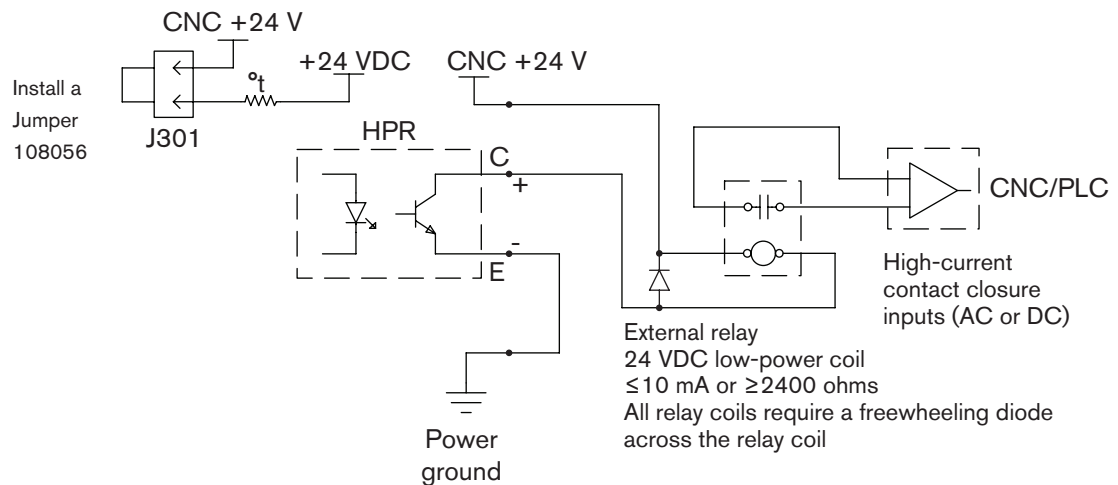 CNC +24 V
+24 VDC
CNC +24 V
°t
Install a
Jumper
108056
J301
HPR
C
+
-
E
CNC/PLC
High-current
contact closure
inputs (AC or DC)
External relay
24 VDC low-power coil
≤10 mA or ≥2400 ohms
All relay coils require a freewheeling diode
across the relay coil
Power
ground